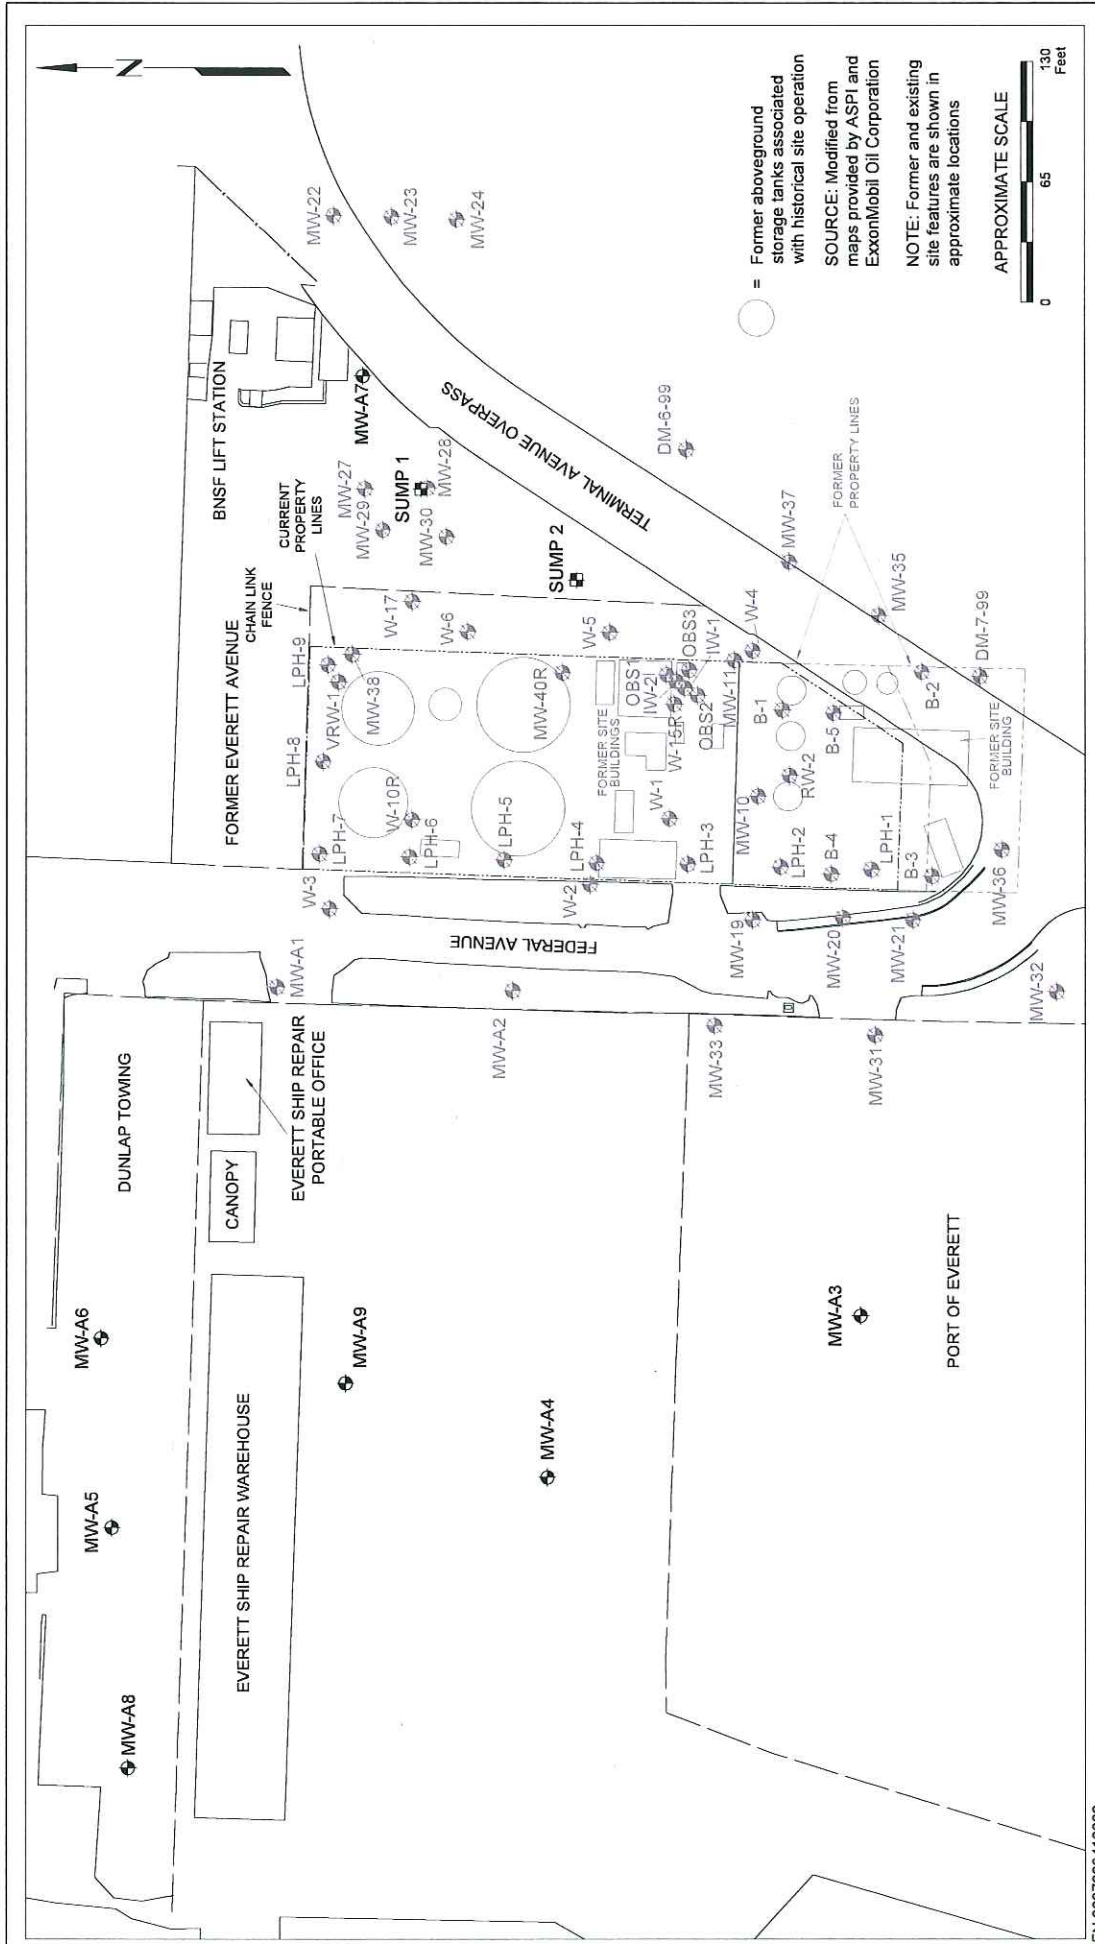 N
MW-A8
MW-A5
MW-A6
DUNLAP TOWING
EVERETT SHIP REPAIR WAREHOUSE
CANOPY
EVERETT SHIP REPAIR
PORTABLE OFFICE
MW-A9
MW-A4
MW-A3
PORT OF EVERETT
MW-A1
MW-A2
MW-33
MW-31
MW-32
FEDERAL AVENUE
W-3
W-2
MW-19
MW-20
MW-21
MW-36
FORMER EVERETT AVENUE
BNSF LIFT STATION
CHAIN LINK
FENCE
CURRENT
PROPERTY
LINES
LPH-7
LPH-8
LPH-9
VRW-1
MW-38
W-10R
LPH-6
LPH-5
LPH-4
LPH-3
LPH-2
LPH-1
MW-40R
FORMER SITE
BUILDINGS
W-1
W-15R
OBS1
IW-2
OBS2
OBS3
IW-1
MW-11
W-4
MW-10
RW-2
B-1
B-5
B-4
B-3
B-2
FORMER SITE
BUILDING
W-17
W-6
W-5
MW-27
MW-29
SUMP 1
MW-28
MW-30
SUMP 2
MW-A7
TERMINAL AVENUE OVERPASS
MW-22
MW-23
MW-24
DM-6-99
MW-37
MW-35
DM-7-99
FORMER
PROPERTY LINES
= Former aboveground
storage tanks associated
with historical site operation
SOURCE: Modified from
maps provided by ASPI and
ExxonMobil Oil Corporation
NOTE: Former and existing
site features are shown in
approximate locations
APPROXIMATE SCALE
0 65 130
Feet